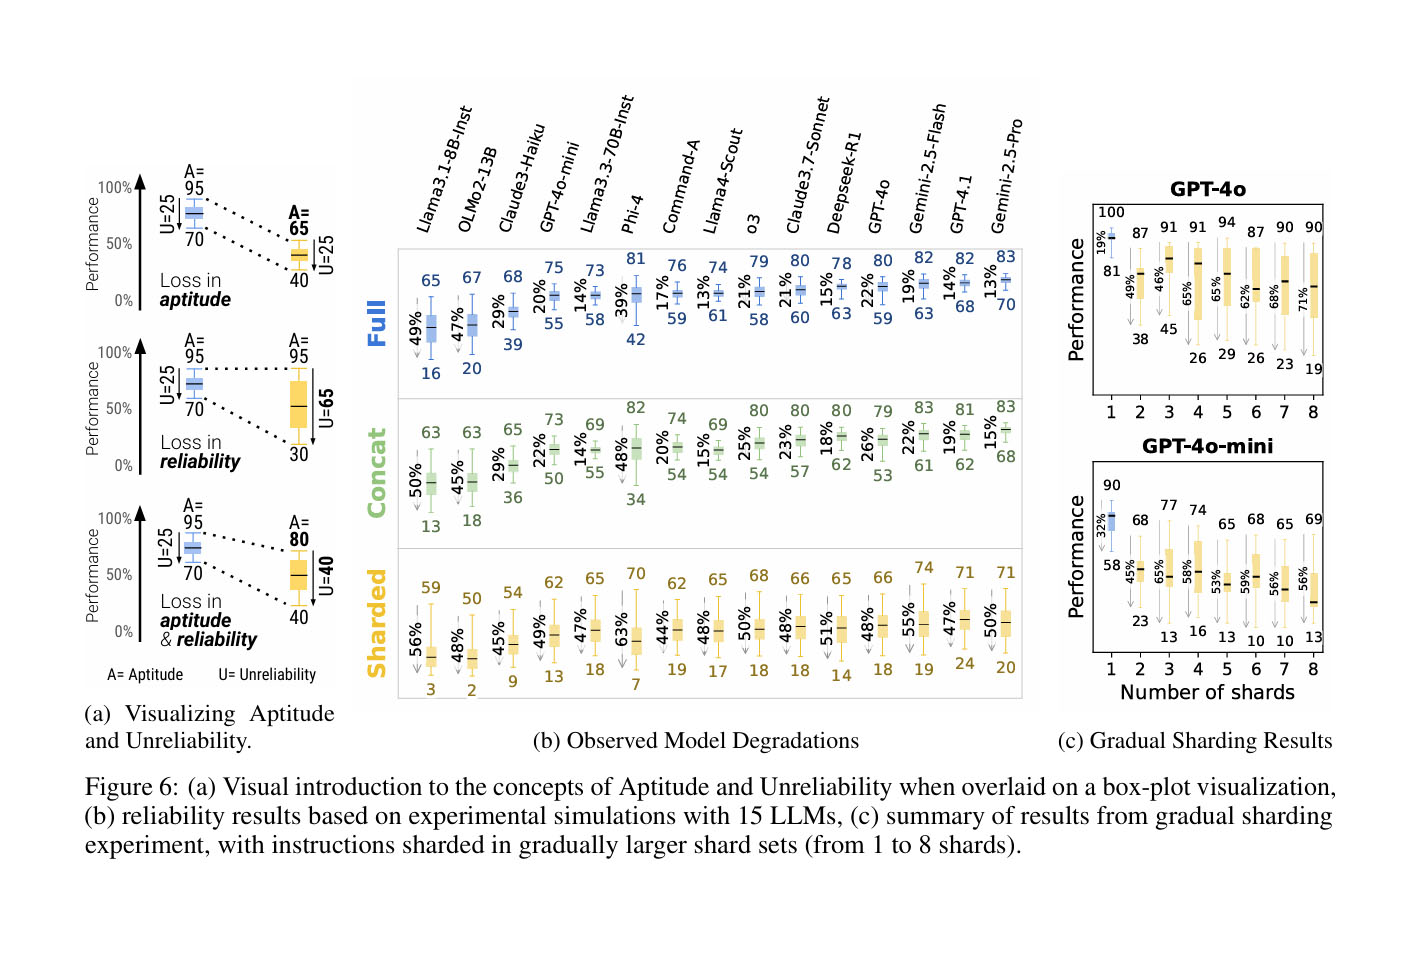 A=
95
100%
Performance
U=25
A=
65
50%
70
U=25
40
Loss in
aptitude
0%
A=
95
A=
95
100%
Performance
U=25
50%
70
U=65
Loss in
reliability
0%
30
A=
95
100%
A=
80
Performance
U=25
50%
70
U=40
Loss in
aptitude
& reliability
0%
40
A= Aptitude U= Unreliability
(a) Visualizing Aptitude
and Unreliability.
Llama3.1-8B-Inst
OLMo2-13B
Claude3-Haiku
GPT-4o-mini
Llama3.3-70B-Inst
Phi-4
Command-A
Llama4-Scout
o3
Claude3.7-Sonnet
Deepseek-R1
GPT-4o
Gemini-2.5-Flash
GPT-4.1
Gemini-2.5-Pro
Full
65 67 68 75 73 81 76 74 79 80 78 80 82 82 83
49% 47% 29% 20% 14% 39% 17% 13% 21% 21% 15% 22% 19% 14% 13%
16 20 39 55 58 42 59 61 58 60 63 59 63 68 70
Concat
63 63 65 73 69 82 74 69 80 80 80 79 83 81 83
50% 45% 29% 22% 14% 48% 20% 15% 25% 23% 18% 26% 22% 19% 15%
13 18 36 50 55 34 54 54 54 57 62 53 61 62 68
Sharded
59 50 54 62 65 70 62 65 68 66 65 66 74 71 71
56% 48% 45% 49% 47% 63% 44% 48% 50% 48% 51% 48% 55% 47% 50%
3 2 9 13 18 7 19 17 18 18 14 18 19 24 20
(b) Observed Model Degradations
GPT-4o
Performance
100 87 91 91 94 87 90 90
19% 49% 46% 65% 65% 62% 68% 71%
81 38 45 26 29 26 23 19
1 2 3 4 5 6 7 8
GPT-4o-mini
Performance
90 68 77 74 65 68 65 69
32% 45% 65% 58% 53% 59% 56% 56%
58 23 13 16 13 10 10 13
1 2 3 4 5 6 7 8
Number of shards
(c) Gradual Sharding Results
Figure 6: (a) Visual introduction to the concepts of Aptitude and Unreliability when overlaid on a box-plot visualization,
(b) reliability results based on experimental simulations with 15 LLMs, (c) summary of results from gradual sharding
experiment, with instructions sharded in gradually larger shard sets (from 1 to 8 shards).